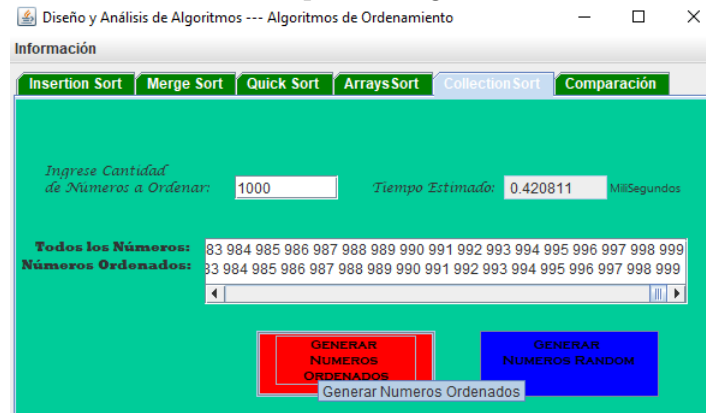 Diseño y Análisis de Algoritmos --- Algoritmos de Ordenamiento
Información
Insertion Sort Merge Sort Quick Sort ArraysSort CollectionSort Comparación
Ingrese Cantidad
de Números a Ordenar: 1000 Tiempo Estimado: 0.420811 MiliSegundos
Todos los Números: 83 984 985 986 987 988 989 990 991 992 993 994 995 996 997 998 999
Números Ordenados: 83 984 985 986 987 988 989 990 991 992 993 994 995 996 997 998 999
GENERAR
NUMEROS
ORDENADOS
GENERAR
NUMEROS RANDOM
Generar Numeros Ordenados